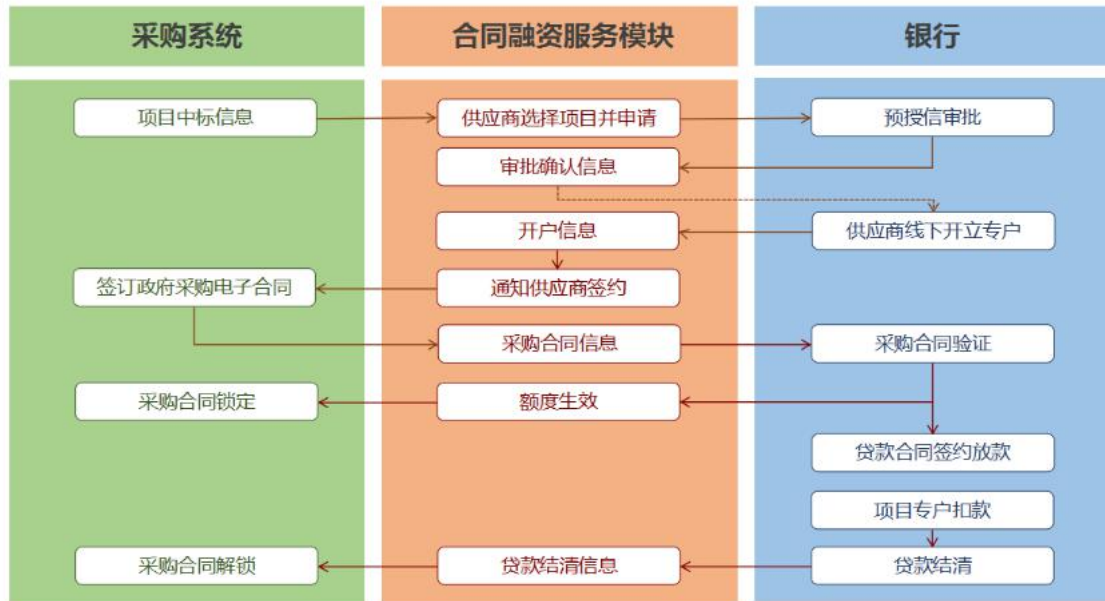 采购系统
合同融资服务模块
银行
项目中标信息
供应商选择项目并申请
预授信审批
审批确认信息
开户信息
供应商线下开立专户
签订政府采购电子合同
通知供应商签约
采购合同信息
采购合同验证
采购合同锁定
额度生效
贷款合同签约放款
项目专户扣款
采购合同解锁
贷款结清信息
贷款结清